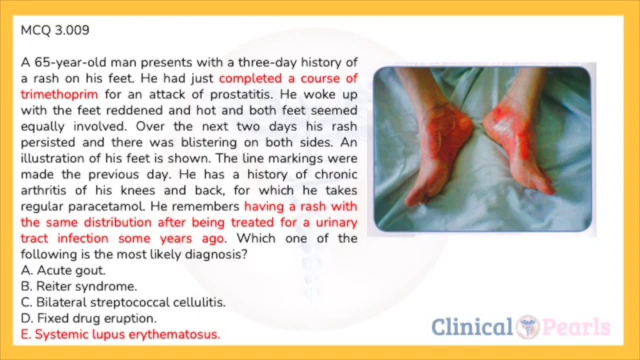 MCQ 3.009
A 65-year-old man presents with a three-day history of
a rash on his feet. He had just completed a course of
trimethoprim for an attack of prostatitis. He woke up
with the feet reddened and hot and both feet seemed
equally involved. Over the next two days his rash
persisted and there was blistering on both sides. An
illustration of his feet is shown. The line markings were
made the previous day. He has a history of chronic
arthritis of his knees and back, for which he takes
regular paracetamol. He remembers having a rash with
the same distribution after being treated for a urinary
tract infection some years ago. Which one of the
following is the most likely diagnosis?
A. Acute gout.
B. Reiter syndrome.
C. Bilateral streptococcal cellulitis.
D. Fixed drug eruption.
E. Systemic lupus erythematosus.
Clinical Pearls